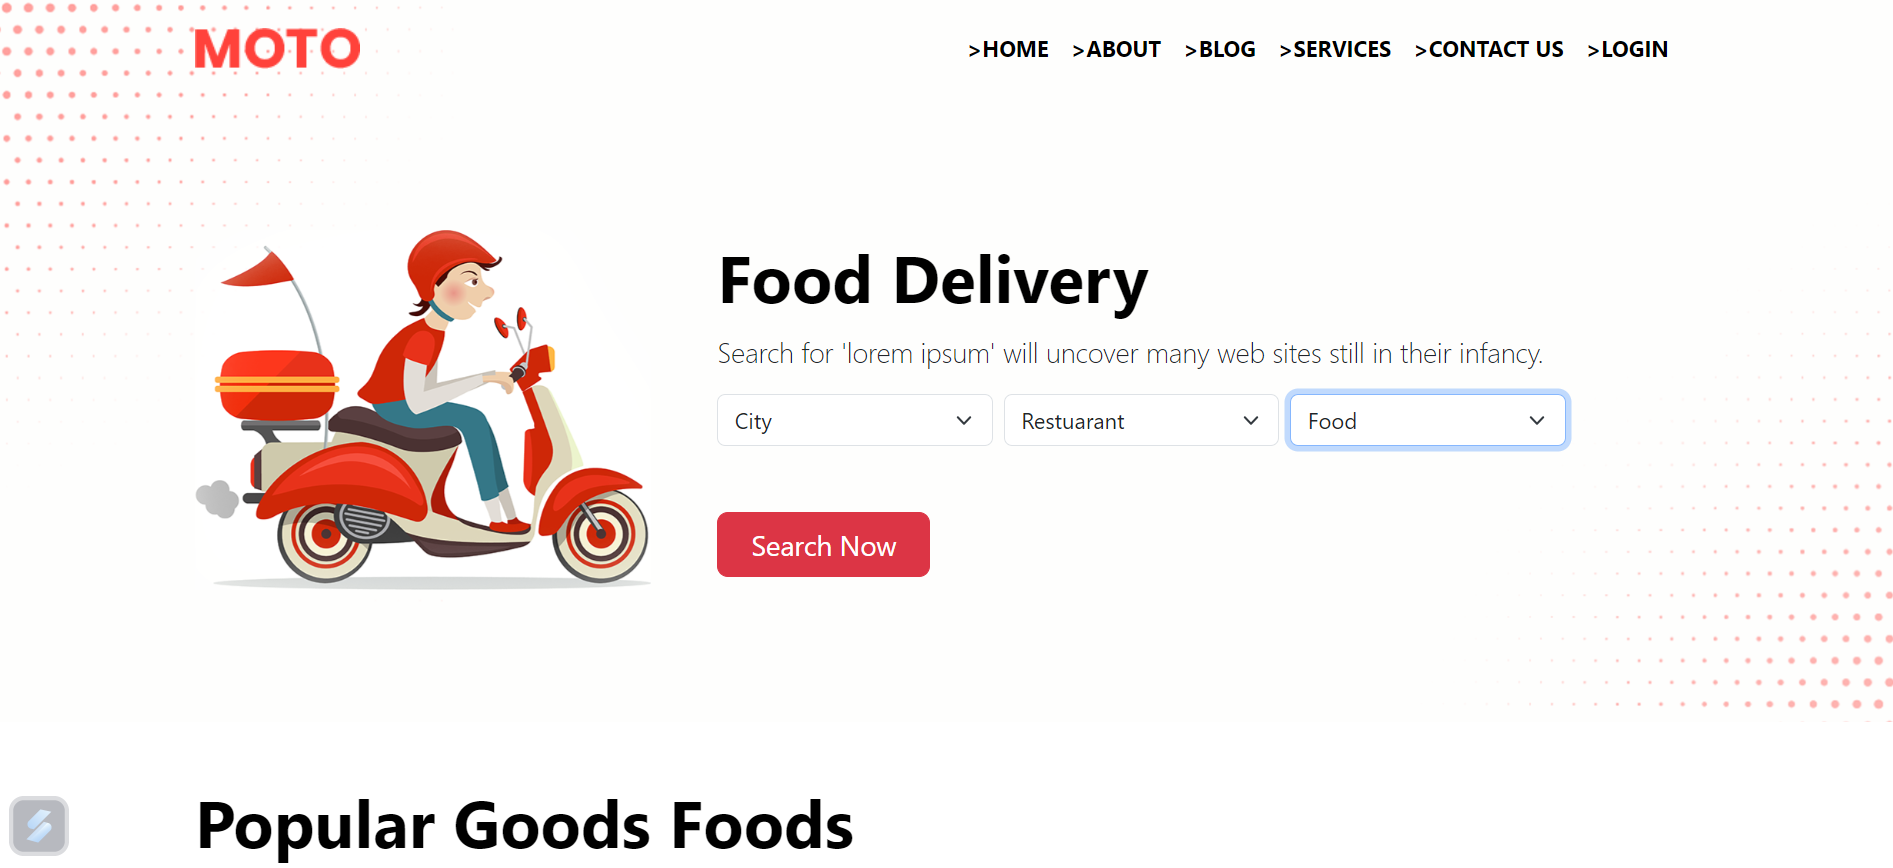 MOTO
>HOME >ABOUT >BLOG >SERVICES >CONTACT US >LOGIN
Food Delivery
Search for 'lorem ipsum' will uncover many web sites still in their infancy.
City Restuarant Food
Search Now
Popular Goods Foods